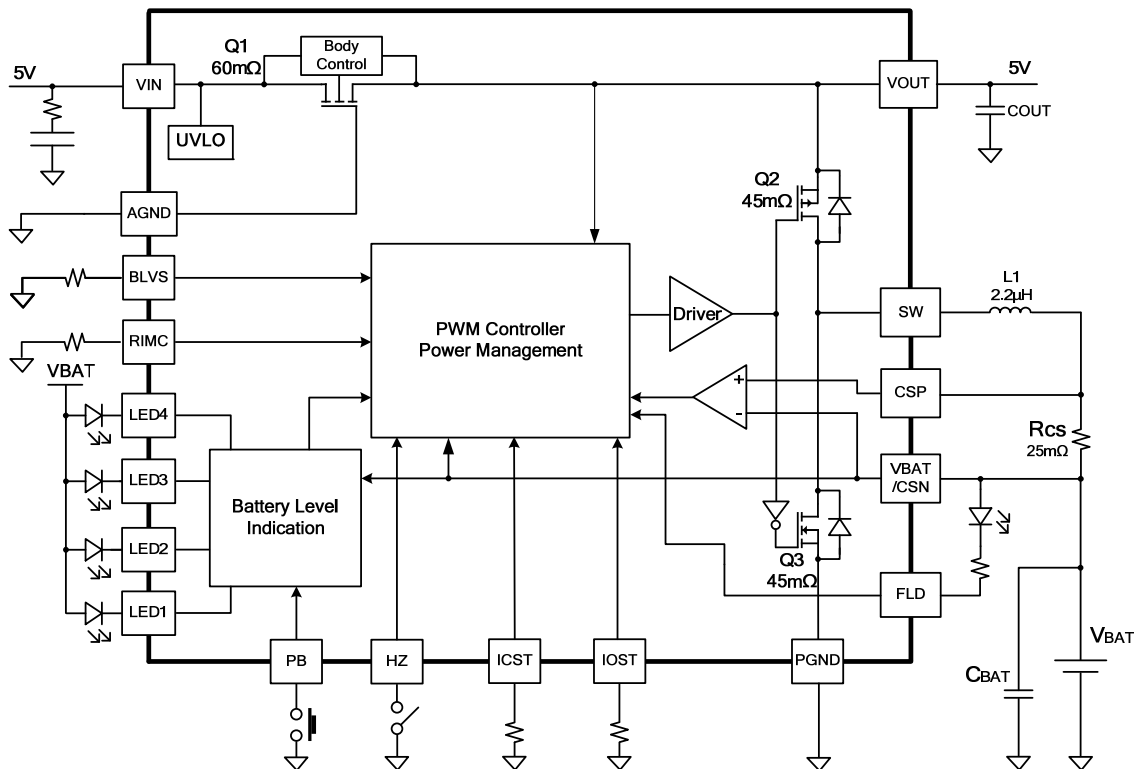 Q1
60mΩ
Body
Control
5V
VIN
VOUT
5V
COUT
UVLO
Q2
45mΩ
AGND
BLVS
L1
2.2µH
PWM Controller
Power Management
Driver
SW
RIMC
VBAT
CSP
+
-
LED4
Rcs
25mΩ
LED3
VBAT
/CSN
Battery Level
Indication
LED2
Q3
45mΩ
LED1
FLD
PB
HZ
ICST
IOST
PGND
VBAT
CBAT